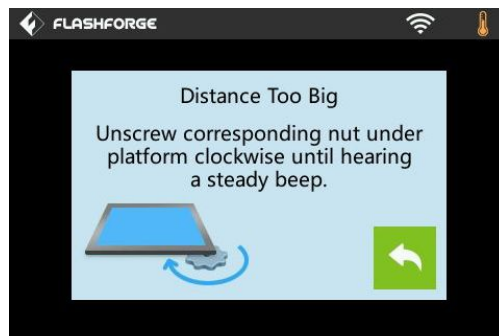 FLASHFORGE
Distance Too Big
Unscrew corresponding nut under
platform clockwise until hearing
a steady beep.